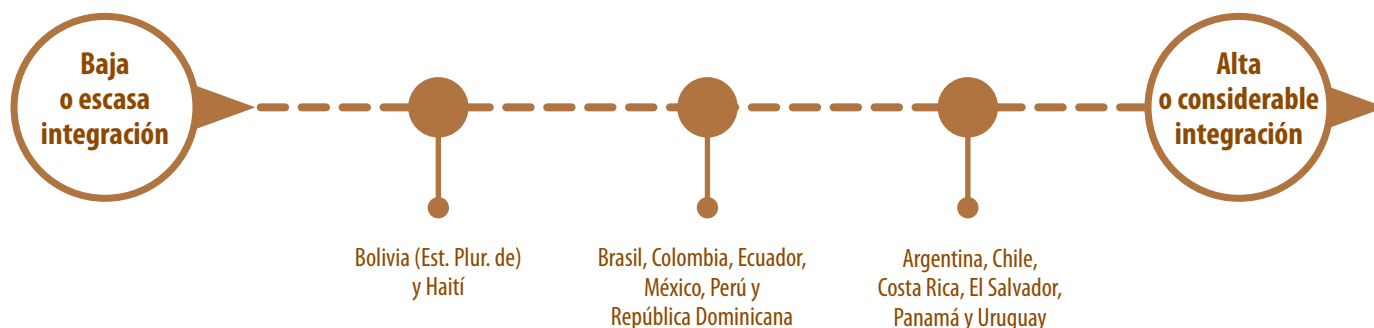 Baja
o escasa
integración
Alta
o considerable
integración
Bolivia (Est. Plur. de)
y Haití
Brasil, Colombia, Ecuador,
México, Perú y
República Dominicana
Argentina, Chile,
Costa Rica, El Salvador,
Panamá y Uruguay